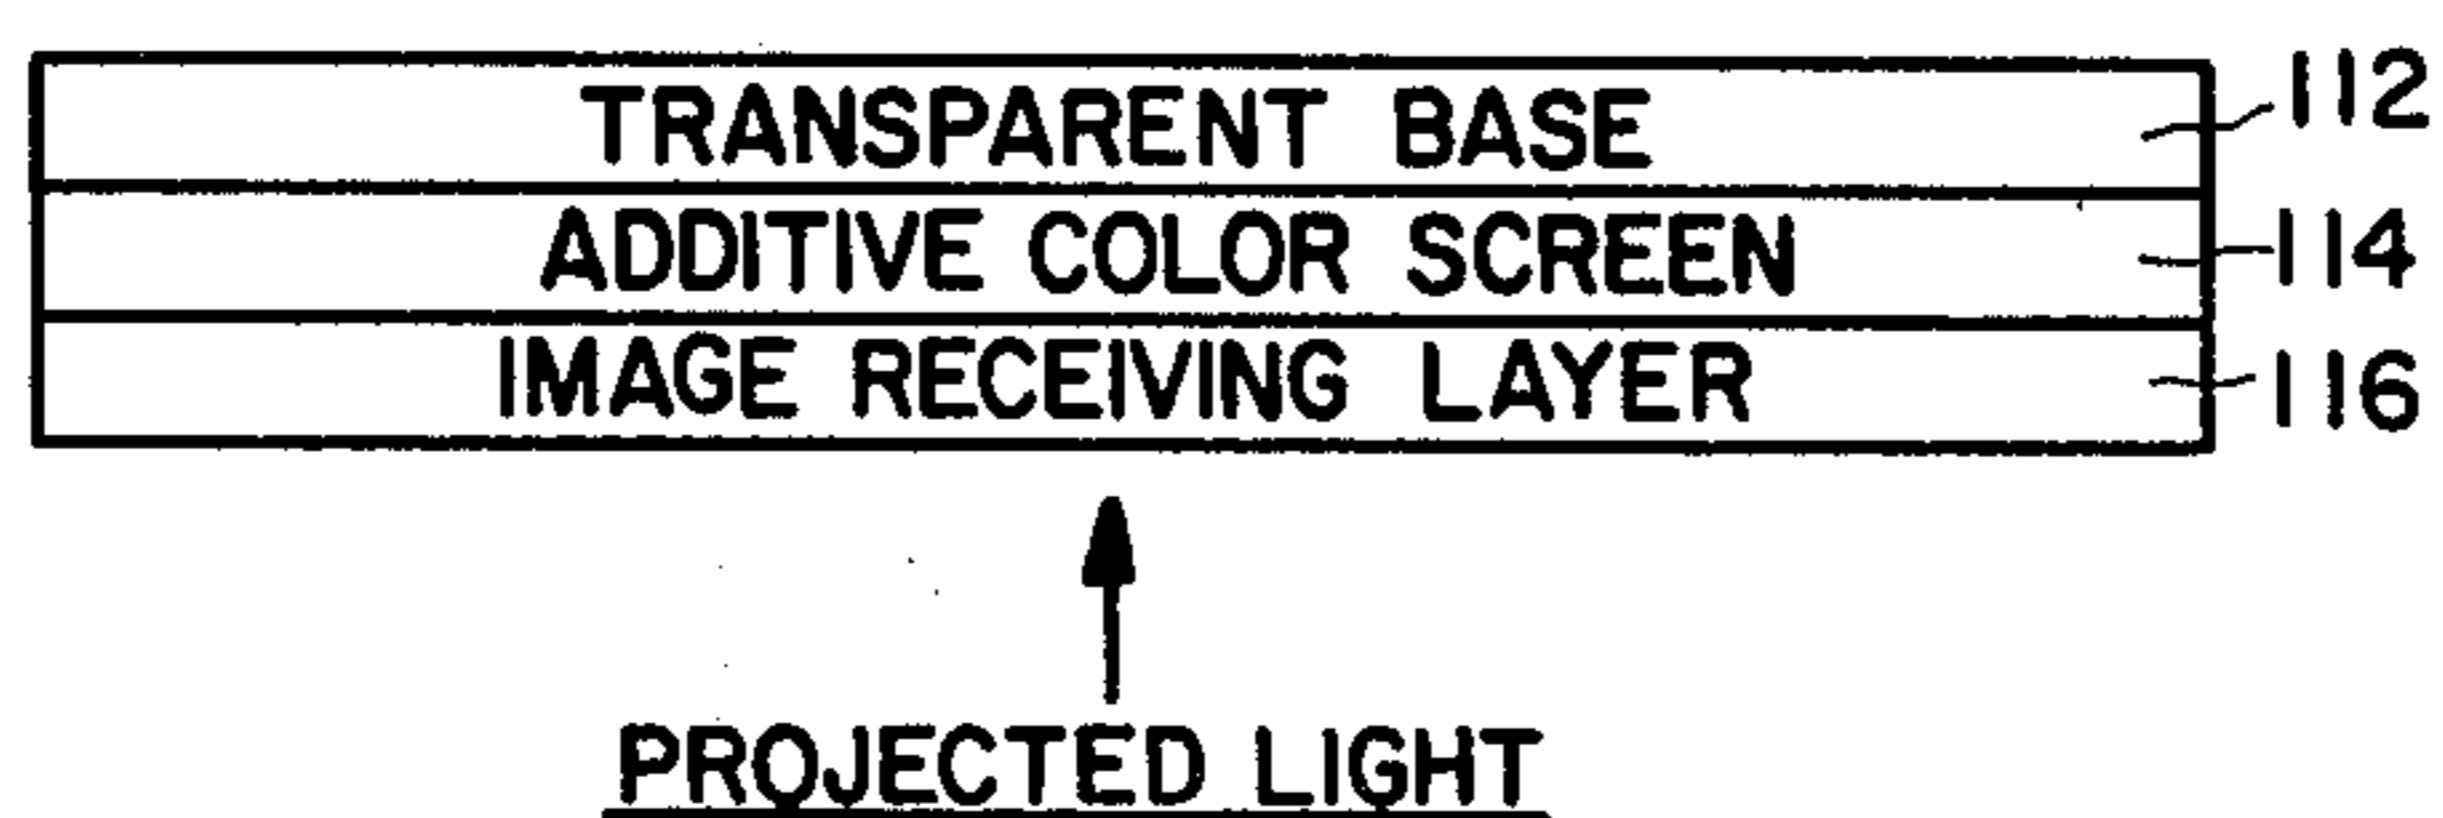 TRANSPARENT BASE 112
ADDITIVE COLOR SCREEN 114
IMAGE RECEIVING LAYER 116
PROJECTED LIGHT